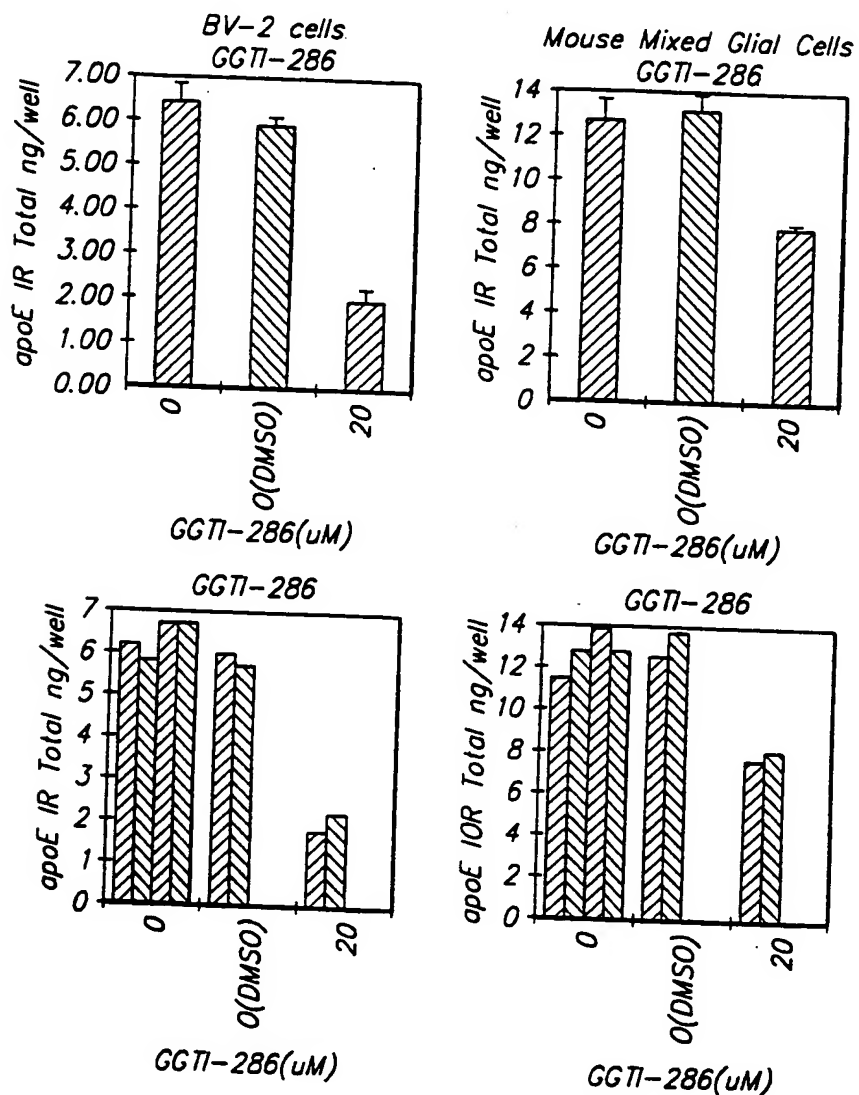 BV-2 cells
GGTI-286
apoE IR Total ng/well
7.00
6.00
5.00
4.00
3.00
2.00
1.00
0.00
0
0(DMSO)
20
GGTI-286(uM)
Mouse Mixed Glial Cells
GGTI-286
apoE IR Total ng/well
14
12
10
8
6
4
2
0
0
0(DMSO)
20
GGTI-286(uM)
GGTI-286
apoE IR Total ng/well
7
6
5
4
3
2
1
0
0
0(DMSO)
20
GGTI-286(uM)
GGTI-286
apoE IOR Total ng/well
14
12
10
8
6
4
2
0
0
0(DMSO)
20
GGTI-286(uM)